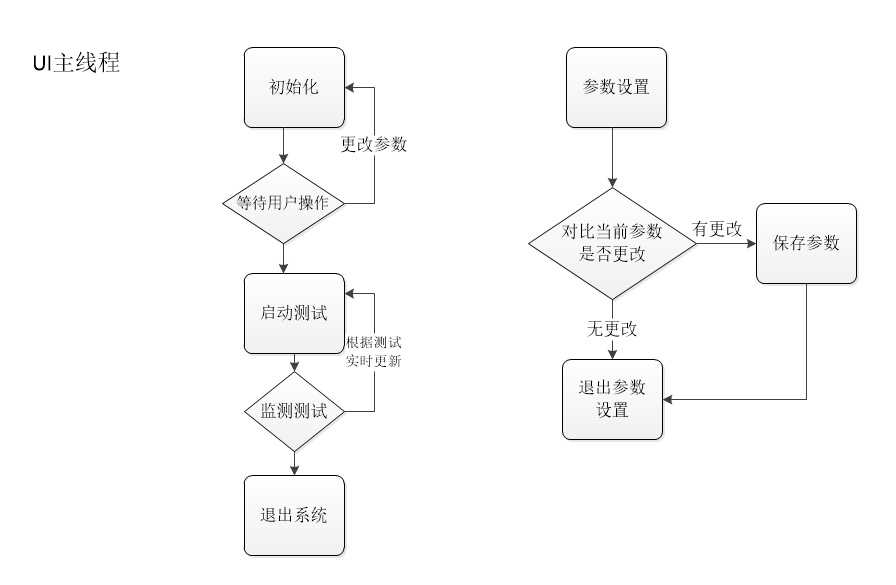 UI主线程
初始化
更改参数
等待用户操作
启动测试
根据测试
实时更新
监测测试
退出系统
参数设置
对比当前参数
是否更改
有更改
保存参数
无更改
退出参数
设置